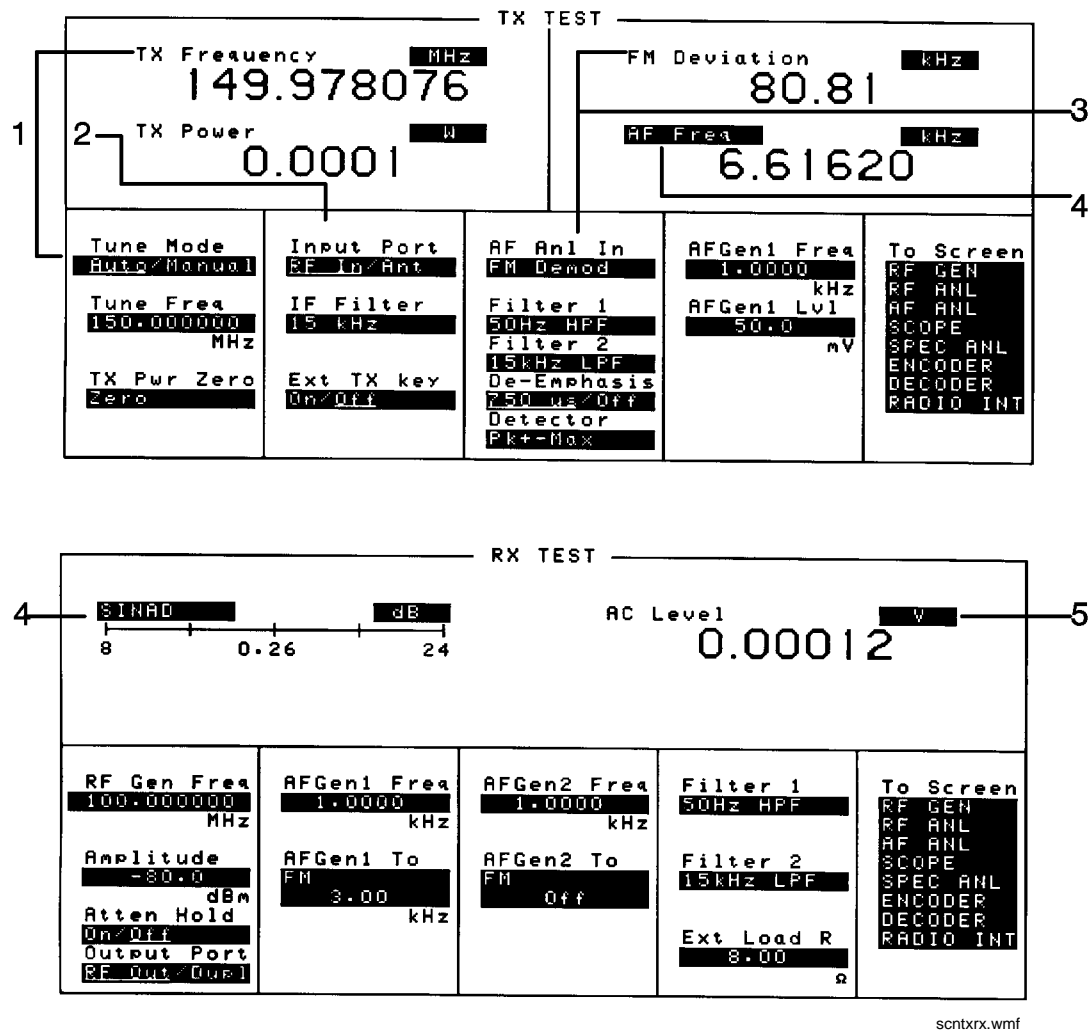 TX TEST
TX Frequency MHz
149.978076
TX Power W
0.0001
FM Deviation kHz
80.81
AF Freq kHz
6.61620
1
2
3
4
Tune Mode
Auto/Manual
Tune Freq
150.000000
MHz
TX Pwr Zero
Zero
Input Port
RF In/Ant
IF Filter
15 kHz
Ext TX key
On/Off
AF Anl In
FM Demod
Filter 1
50Hz HPF
Filter 2
15kHz LPF
De-Emphasis
750 us/Off
Detector
Pk+-Max
AFGen1 Freq
1.0000
kHz
AFGen1 Lvl
50.0
mV
To Screen
RF GEN
RF ANL
AF ANL
SCOPE
SPEC ANL
ENCODER
DECODER
RADIO INT
RX TEST
4
SINAD dB
8 0.26 24
AC Level V
0.00012
5
RF Gen Freq
100.000000
MHz
Amplitude
-80.0
dBm
Atten Hold
On/Off
Output Port
RF Out/Dupl
AFGen1 Freq
1.0000
kHz
AFGen1 To
FM
3.00
kHz
AFGen2 Freq
1.0000
kHz
AFGen2 To
FM
Off
Filter 1
50Hz HPF
Filter 2
15kHz LPF
Ext Load R
8.00
Ω
To Screen
RF GEN
RF ANL
AF ANL
SCOPE
SPEC ANL
ENCODER
DECODER
RADIO INT
scntxrx.wmf